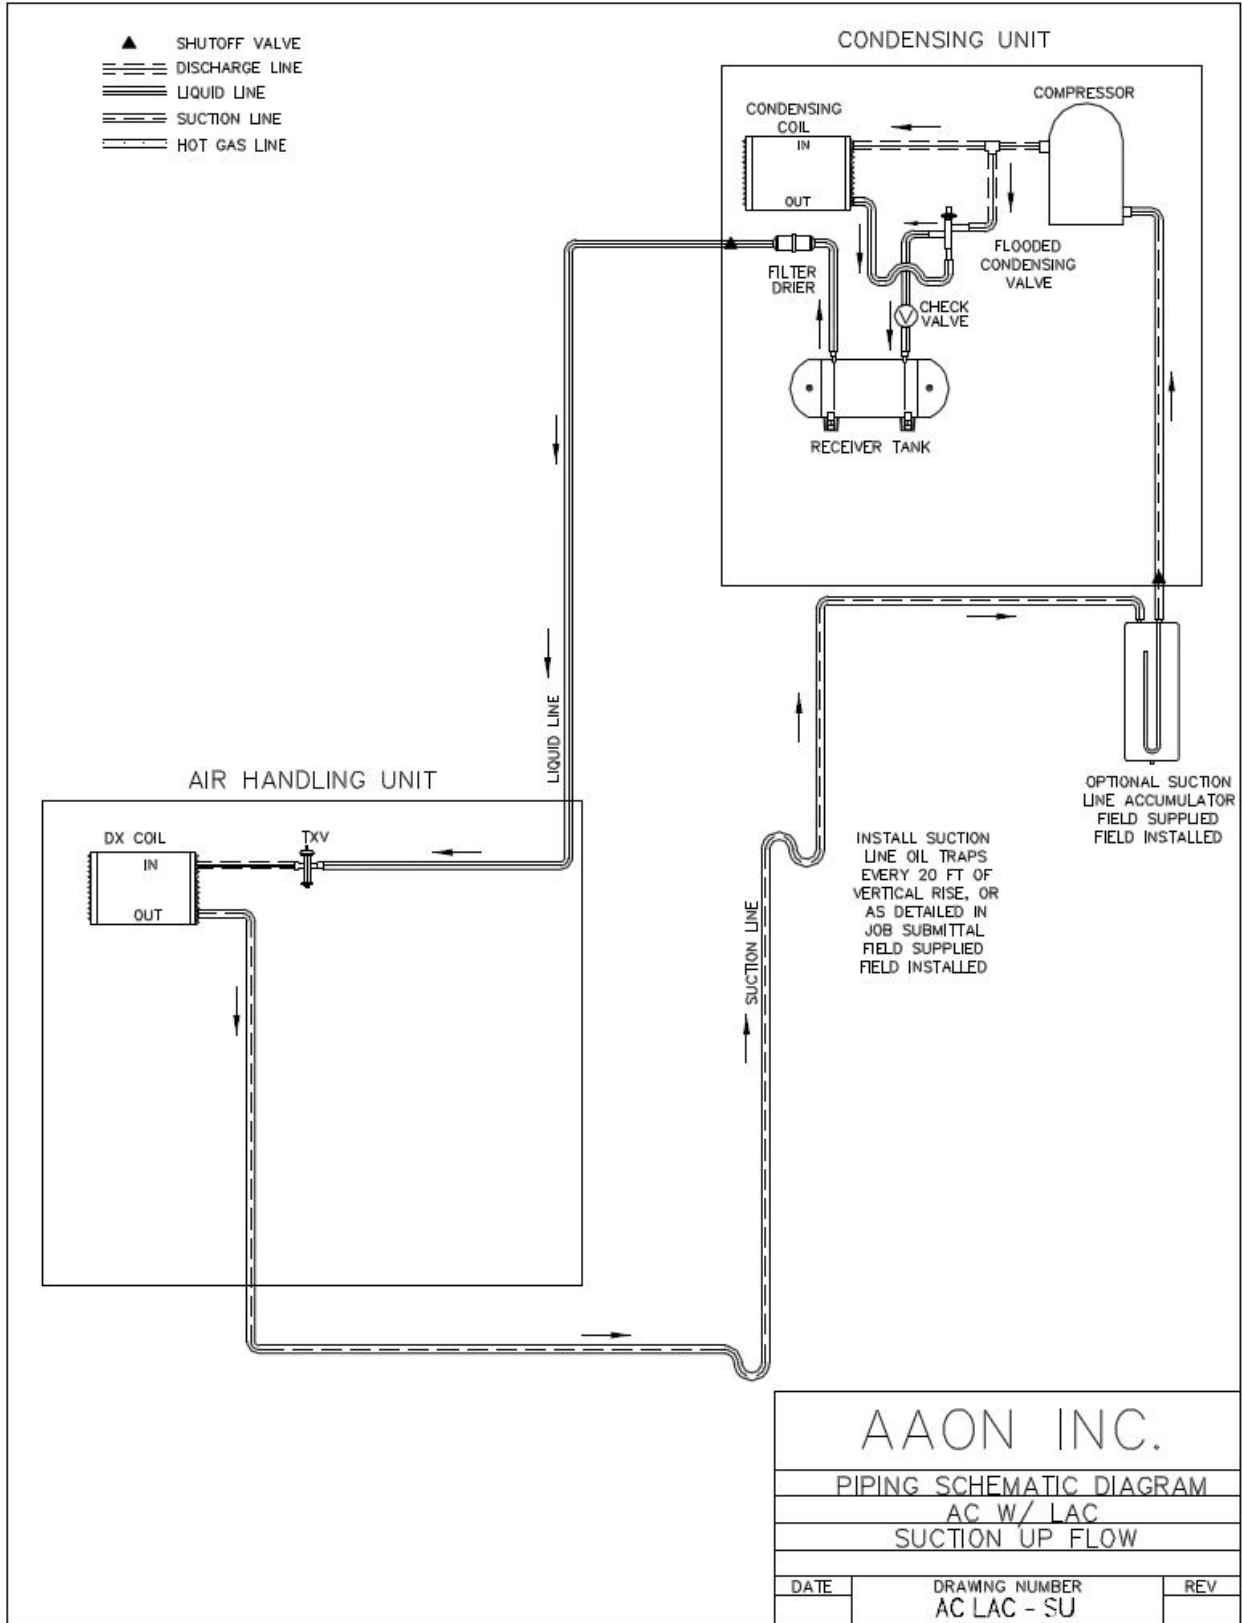 SHUTOFF VALVE
DISCHARGE LINE
LIQUID LINE
SUCTION LINE
HOT GAS LINE
CONDENSING UNIT
COMPRESSOR
CONDENSING
COIL
IN
OUT
FLOODED
CONDENSING
VALVE
FILTER
DRIER
CHECK
VALVE
V
RECEIVER TANK
LIQUID LINE
AIR HANDLING UNIT
DX COIL
TXV
IN
OUT
SUCTION LINE
OPTIONAL SUCTION
LINE ACCUMULATOR
FIELD SUPPLIED
FIELD INSTALLED
INSTALL SUCTION
LINE OIL TRAPS
EVERY 20 FT OF
VERTICAL RISE, OR
AS DETAILED IN
JOB SUBMITTAL
FIELD SUPPLIED
FIELD INSTALLED
AAON INC.
PIPING SCHEMATIC DIAGRAM
AC W/ LAC
SUCTION UP FLOW
DATE
DRAWING NUMBER
REV
AC LAC - SU